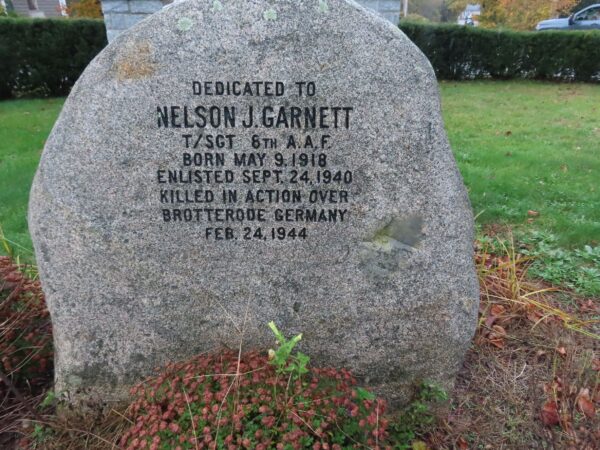 DEDICATED TO
NELSON J. GARNETT
T/SGT 8TH A.A.F.
BORN MAY 9, 1918
ENLISTED SEPT. 24, 1940
KILLED IN ACTION OVER
BROTTERODE GERMANY
FEB. 24, 1944